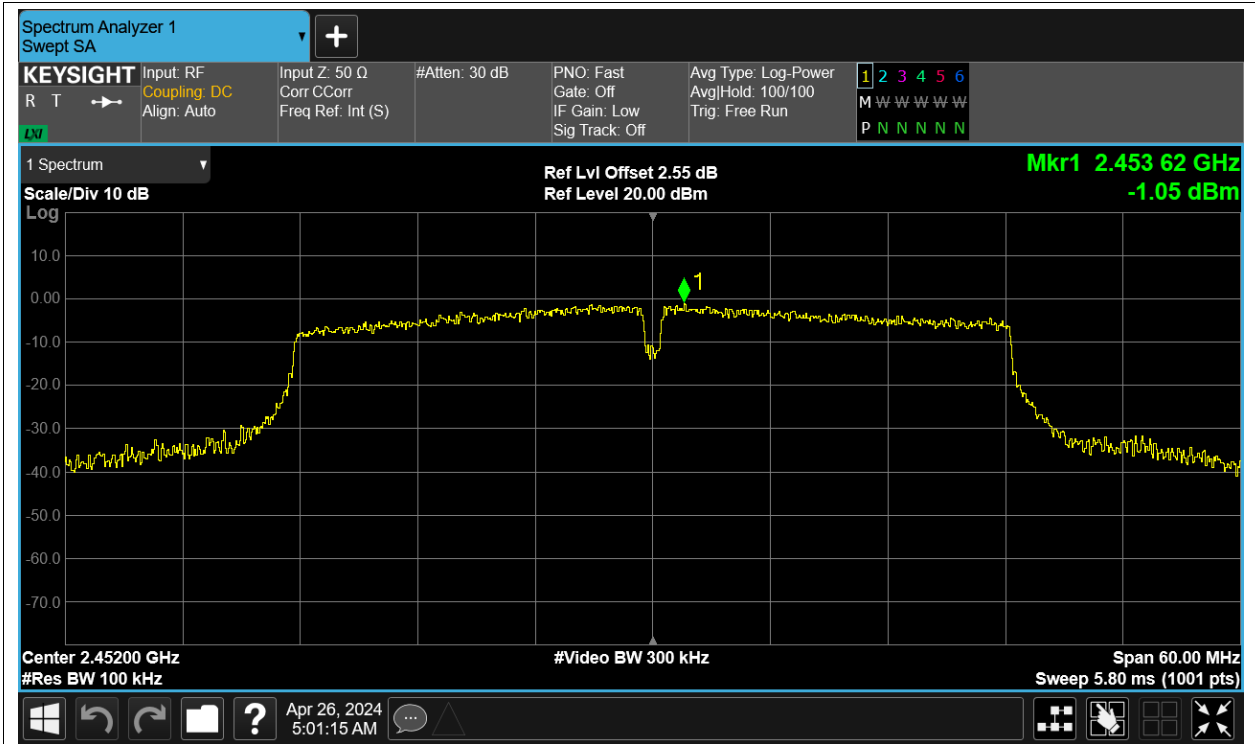 Spectrum Analyzer 1
Swept SA
KEYSIGHT
R T
LXI
Input: RF
Coupling: DC
Align: Auto
Input Z: 50 Ω
Corr CCorr
Freq Ref: Int (S)
#Atten: 30 dB
PNO: Fast
Gate: Off
IF Gain: Low
Sig Track: Off
Avg Type: Log-Power
Avg|Hold: 100/100
Trig: Free Run
1 2 3 4 5 6
M W W W W W
P N N N N N
1 Spectrum
Scale/Div 10 dB
Ref Lvl Offset 2.55 dB
Ref Level 20.00 dBm
Mkr1 2.453 62 GHz
-1.05 dBm
Log
10.0
0.00
-10.0
-20.0
-30.0
-40.0
-50.0
-60.0
-70.0
1
Center 2.45200 GHz
#Res BW 100 kHz
#Video BW 300 kHz
Span 60.00 MHz
Sweep 5.80 ms (1001 pts)
?
Apr 26, 2024
5:01:15 AM